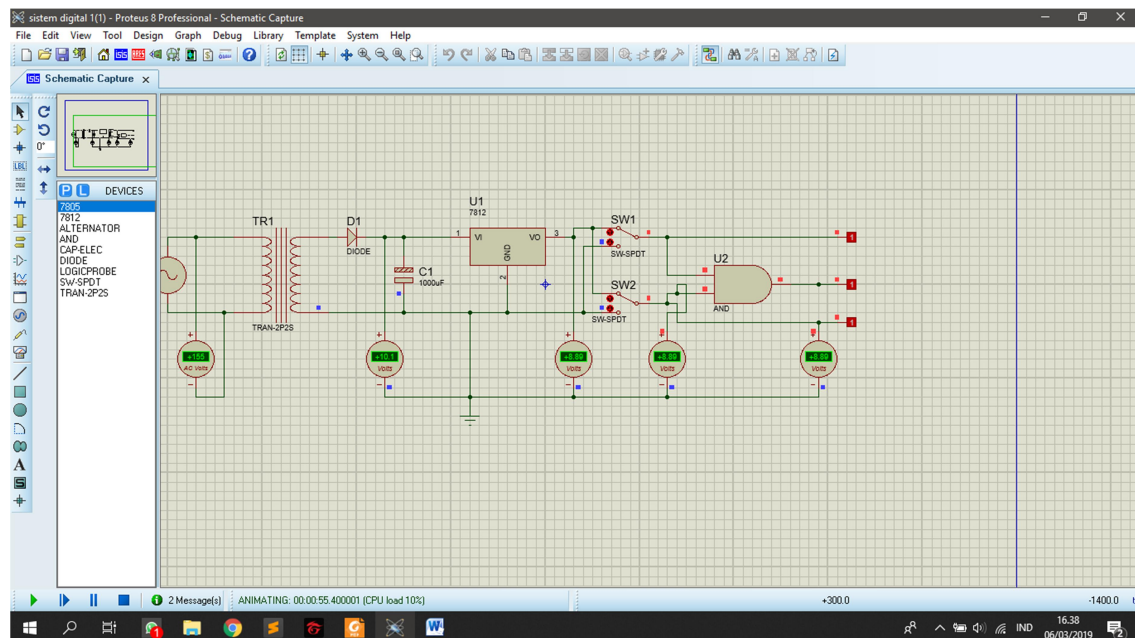 sistem digital 1(1) - Proteus 8 Professional - Schematic Capture
File Edit View Tool Design Graph Debug Library Template System Help
Schematic Capture
0°
LBL
P L DEVICES
7805
7812
ALTERNATOR
AND
CAP-ELEC
DIODE
LOGICPROBE
SW-SPDT
TRAN-2P2S
TR1
TRAN-2P2S
D1
DIODE
C1
1000uF
U1
7812
1 VI VO 3
GND
2
SW1
SW-SPDT
SW2
SW-SPDT
U2
AND
1
1
1
+155
AC Volts
+10.1
Volts
+8.89
Volts
+8.89
Volts
+8.89
Volts
2 Message(s) ANIMATING: 00:00:55.400001 (CPU load 10%) +300.0 -1400.0
IND
16.38
06/03/2019